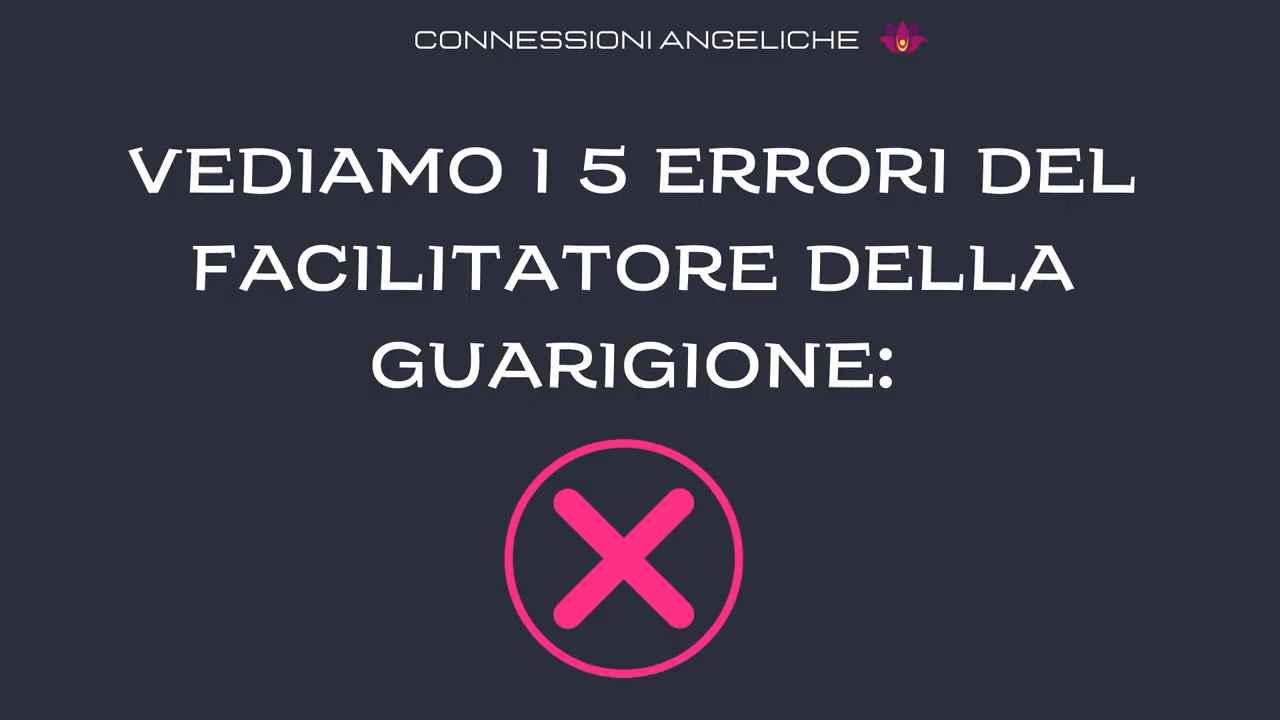 CONNESSIONI ANGELICHE
VEDIAMO I 5 ERRORI DEL
FACILITATORE DELLA
GUARIGIONE: